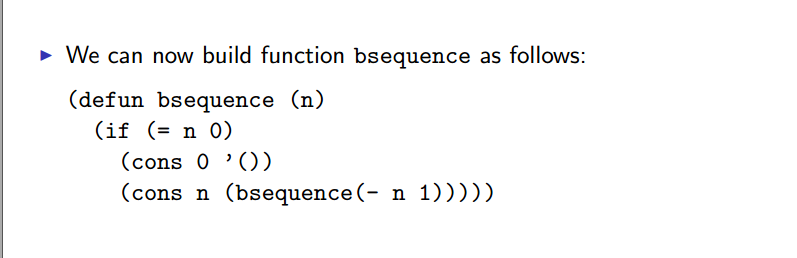 ► We can now build function bsequence as follows:
(defun bsequence (n)
(if (= n 0)
(cons 0 ’())
(cons n (bsequence(- n 1)))))